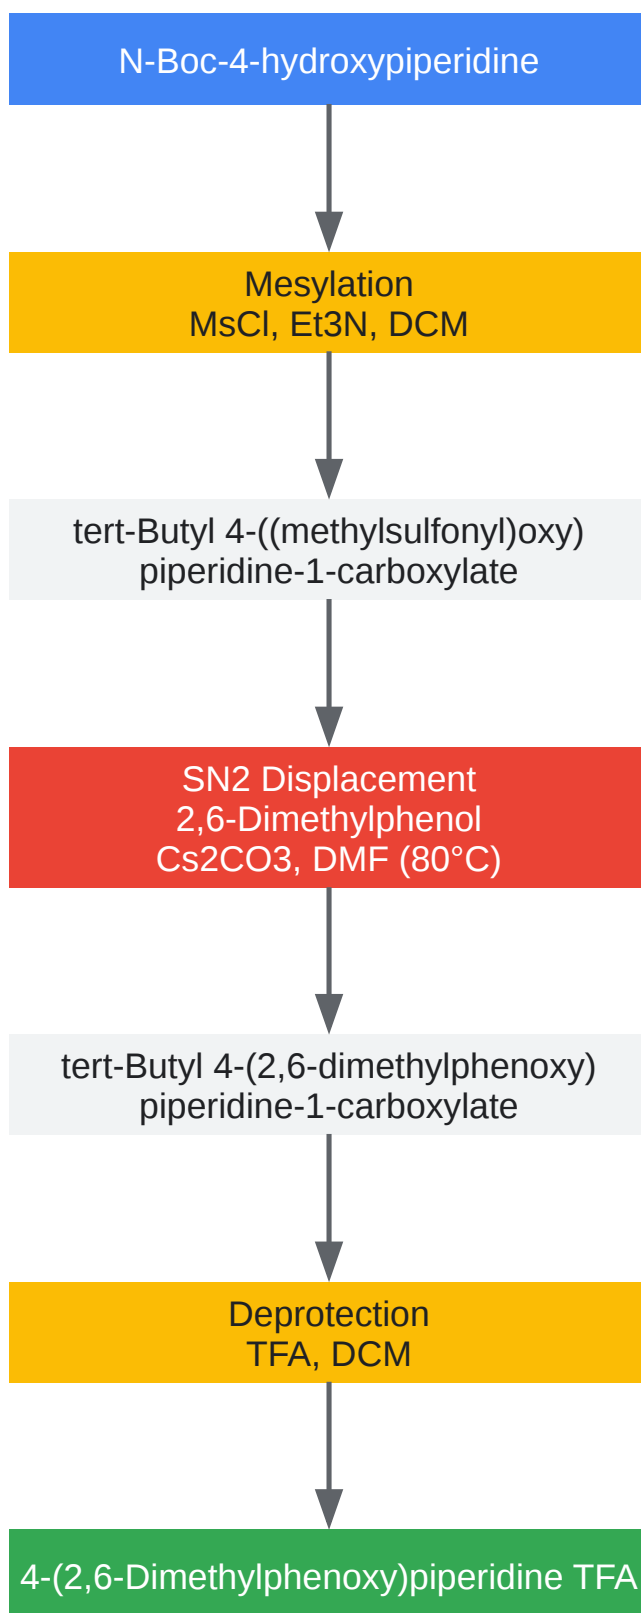 N-Boc-4-hydroxypiperidine
Mesylation
MsCl, Et3N, DCM
tert-Butyl 4-((methylsulfonyl)oxy)
piperidine-1-carboxylate
SN2 Displacement
2,6-Dimethylphenol
Cs2CO3, DMF (80°C)
tert-Butyl 4-(2,6-dimethylphenoxy)
piperidine-1-carboxylate
Deprotection
TFA, DCM
4-(2,6-Dimethylphenoxy)piperidine TFA